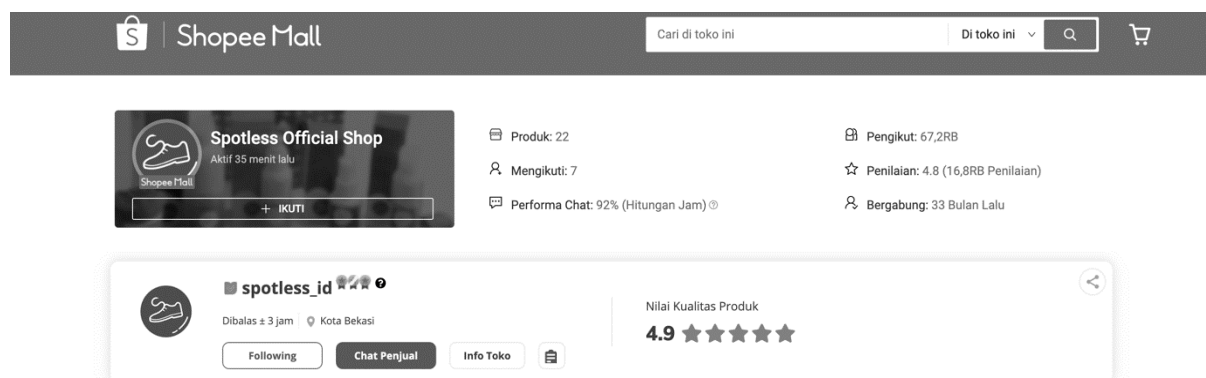 S Shopee Mall
Cari di toko ini Di toko ini
Spotless Official Shop
Aktif 35 menit lalu
Shopee Mall
+ IKUTI
Produk: 22
Mengikuti: 7
Performa Chat: 92% (Hitungan Jam) ?
Pengikut: 67,2RB
Penilaian: 4.8 (16,8RB Penilaian)
Bergabung: 33 Bulan Lalu
spotless_id ?
Dibalas ± 3 jam Kota Bekasi
Following Chat Penjual Info Toko
Nilai Kualitas Produk
4.9